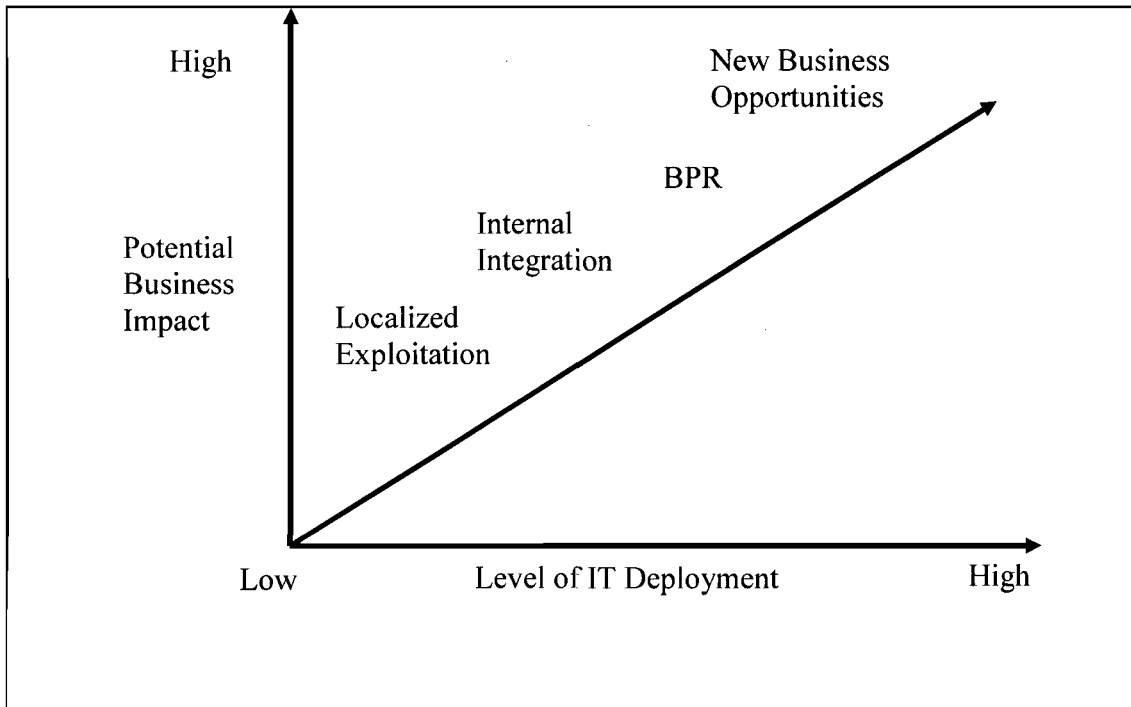 High
New Business
Opportunities
BPR
Internal
Integration
Potential
Business
Impact
Localized
Exploitation
Low
Level of IT Deployment
High